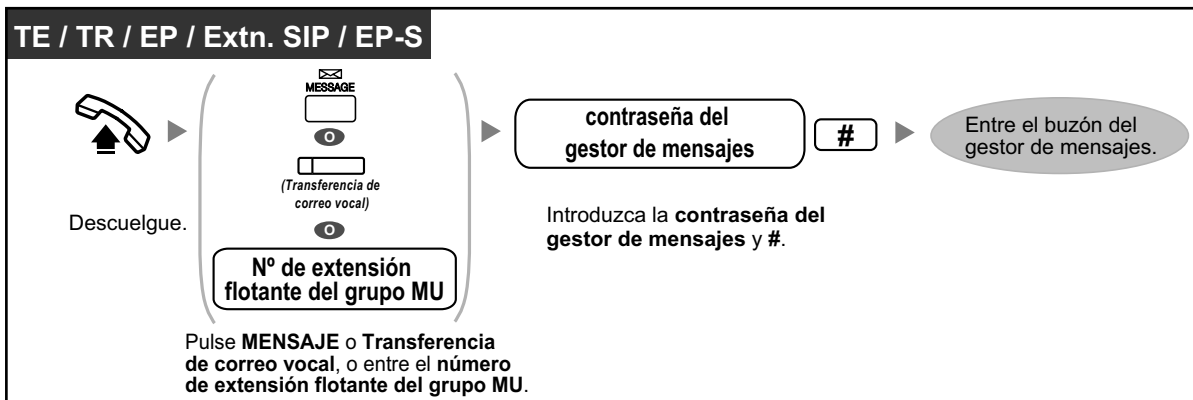 TE / TR / EP / Extn. SIP / EP-S
Descuelgue.
MESSAGE
O
(Transferencia de
correo vocal)
O
Nº de extensión
flotante del grupo MU
Pulse MENSAJE o Transferencia
de correo vocal, o entre el número
de extensión flotante del grupo MU.
contraseña del
gestor de mensajes
#
Introduzca la contraseña del
gestor de mensajes y #.
Entre el buzón del
gestor de mensajes.